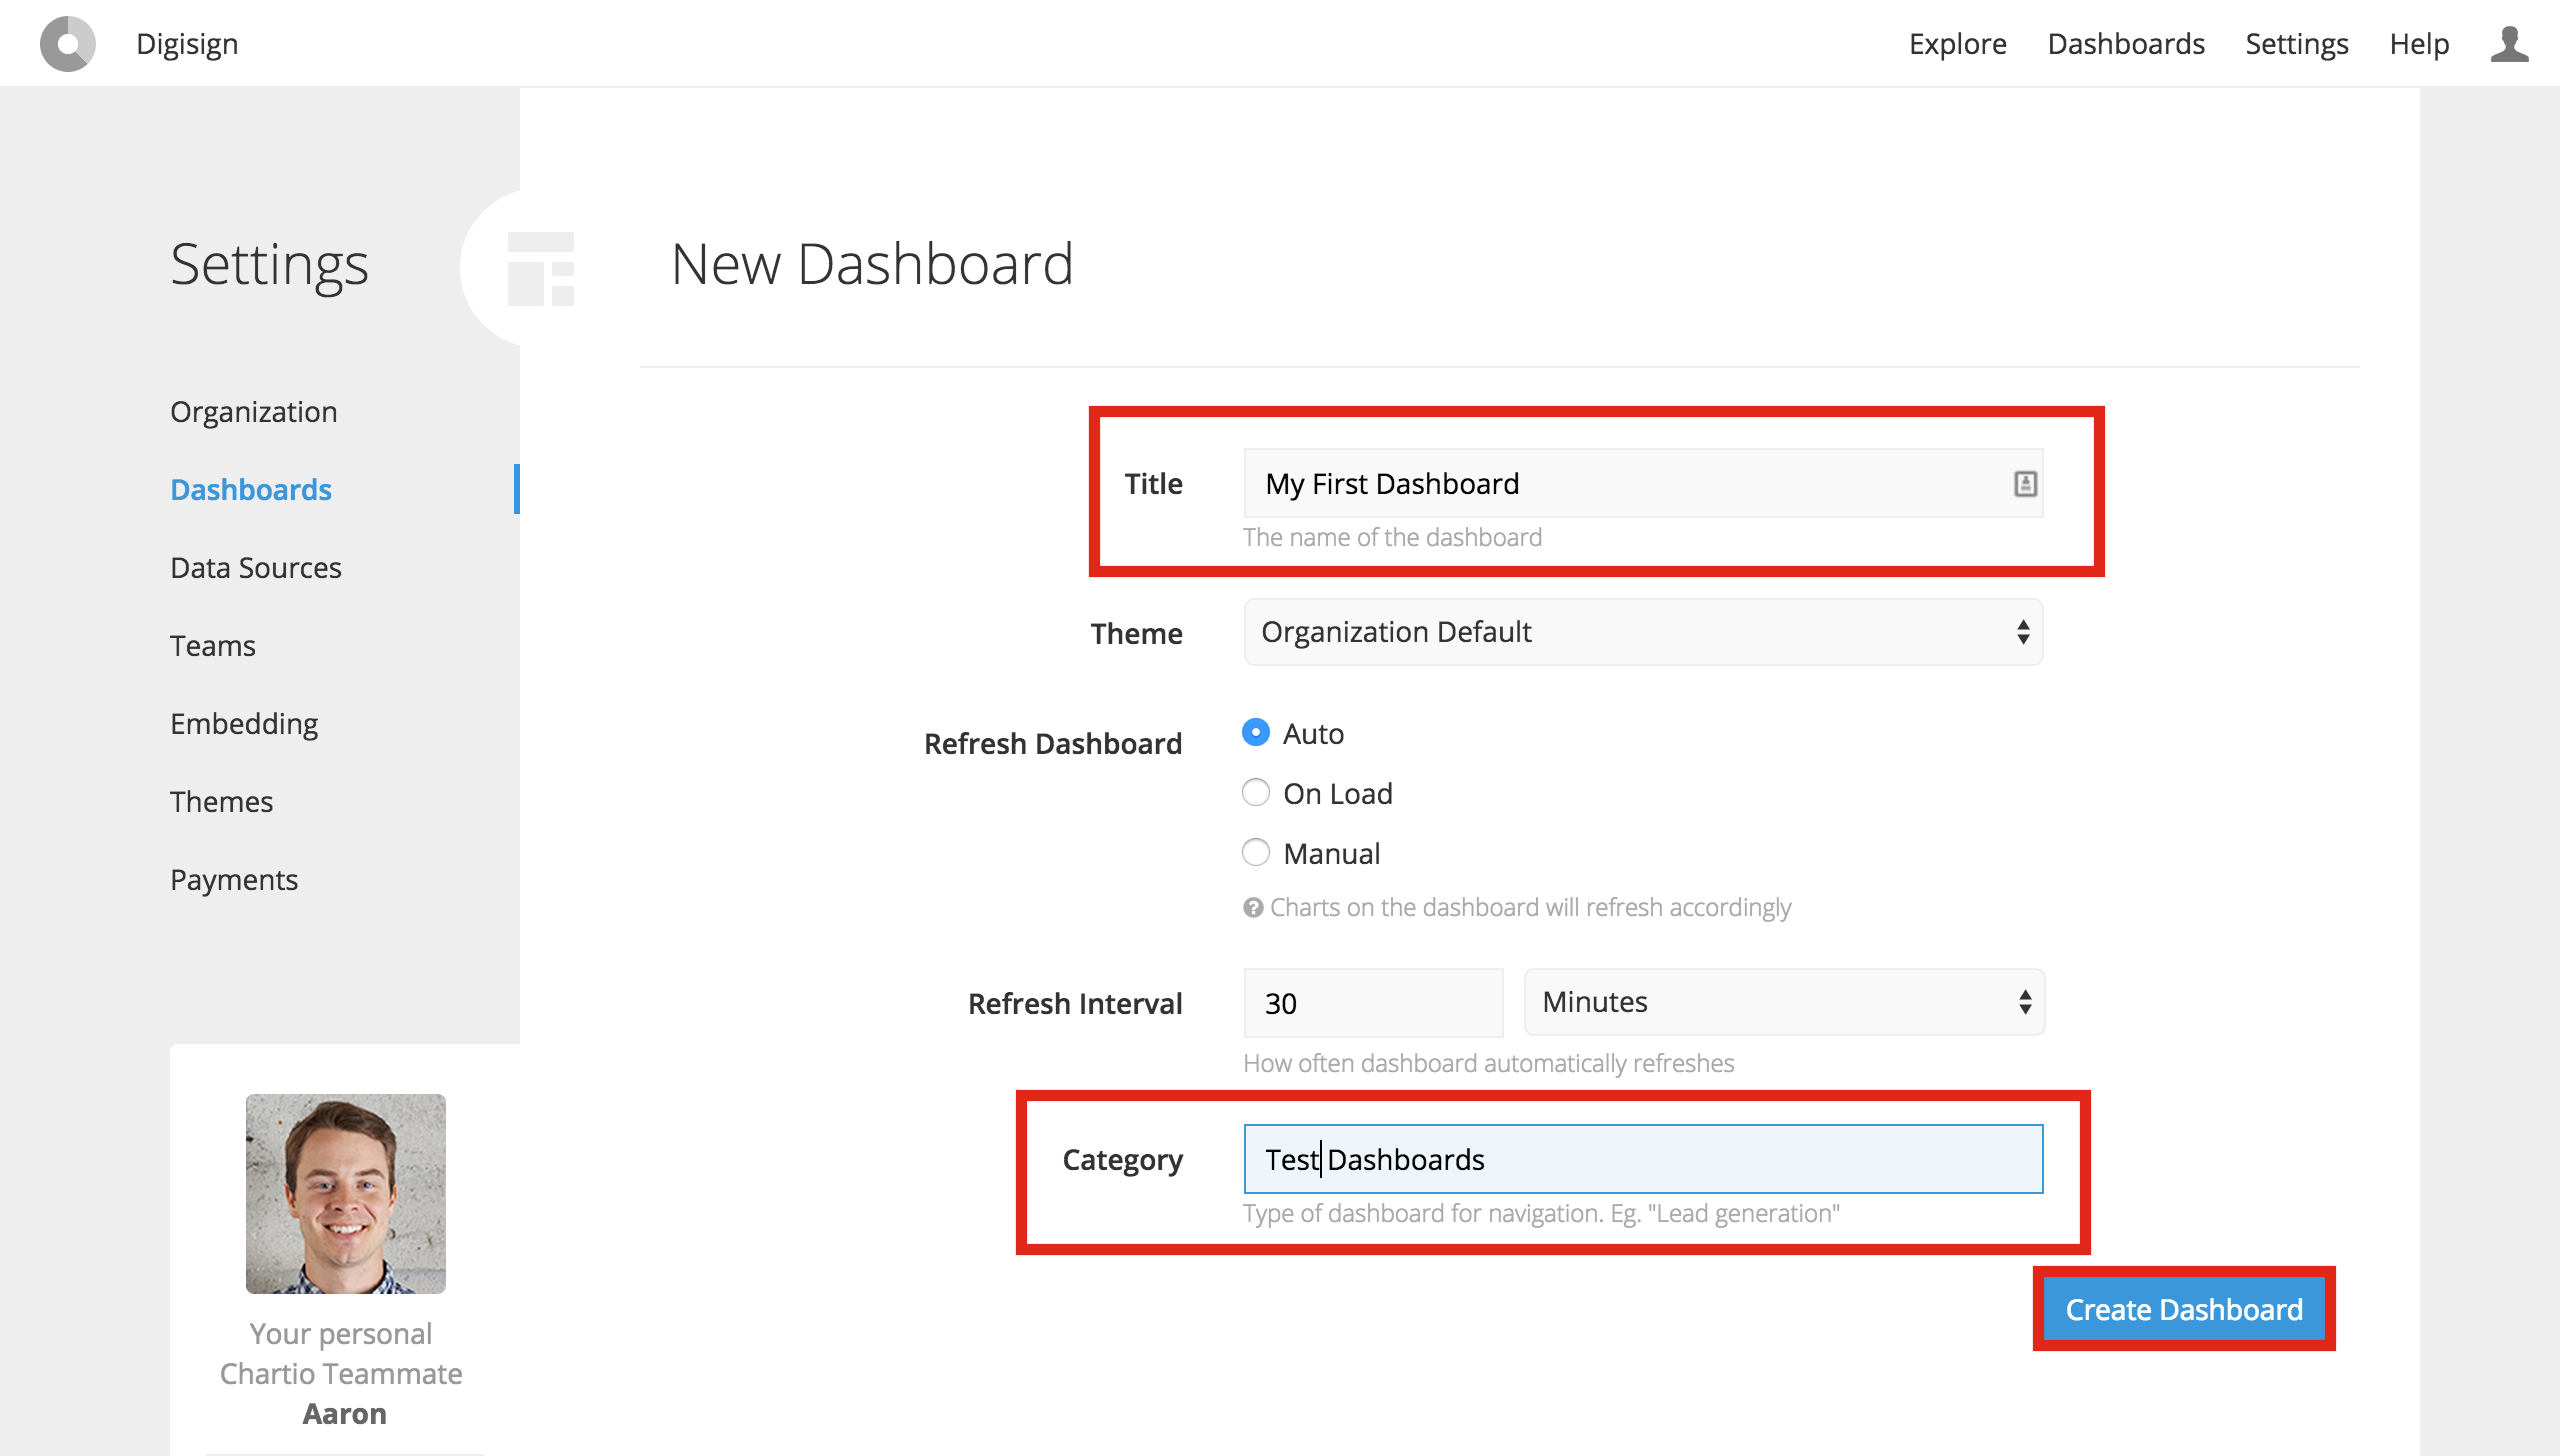 Digisign
Explore Dashboards Settings Help
Settings
Organization
Dashboards
Data Sources
Teams
Embedding
Themes
Payments
Your personal
Chartio Teammate
Aaron
New Dashboard
Title My First Dashboard
The name of the dashboard
Theme Organization Default
Refresh Dashboard Auto
On Load
Manual
Charts on the dashboard will refresh accordingly
Refresh Interval 30 Minutes
How often dashboard automatically refreshes
Category Test Dashboards
Type of dashboard for navigation. Eg. "Lead generation"
Create Dashboard